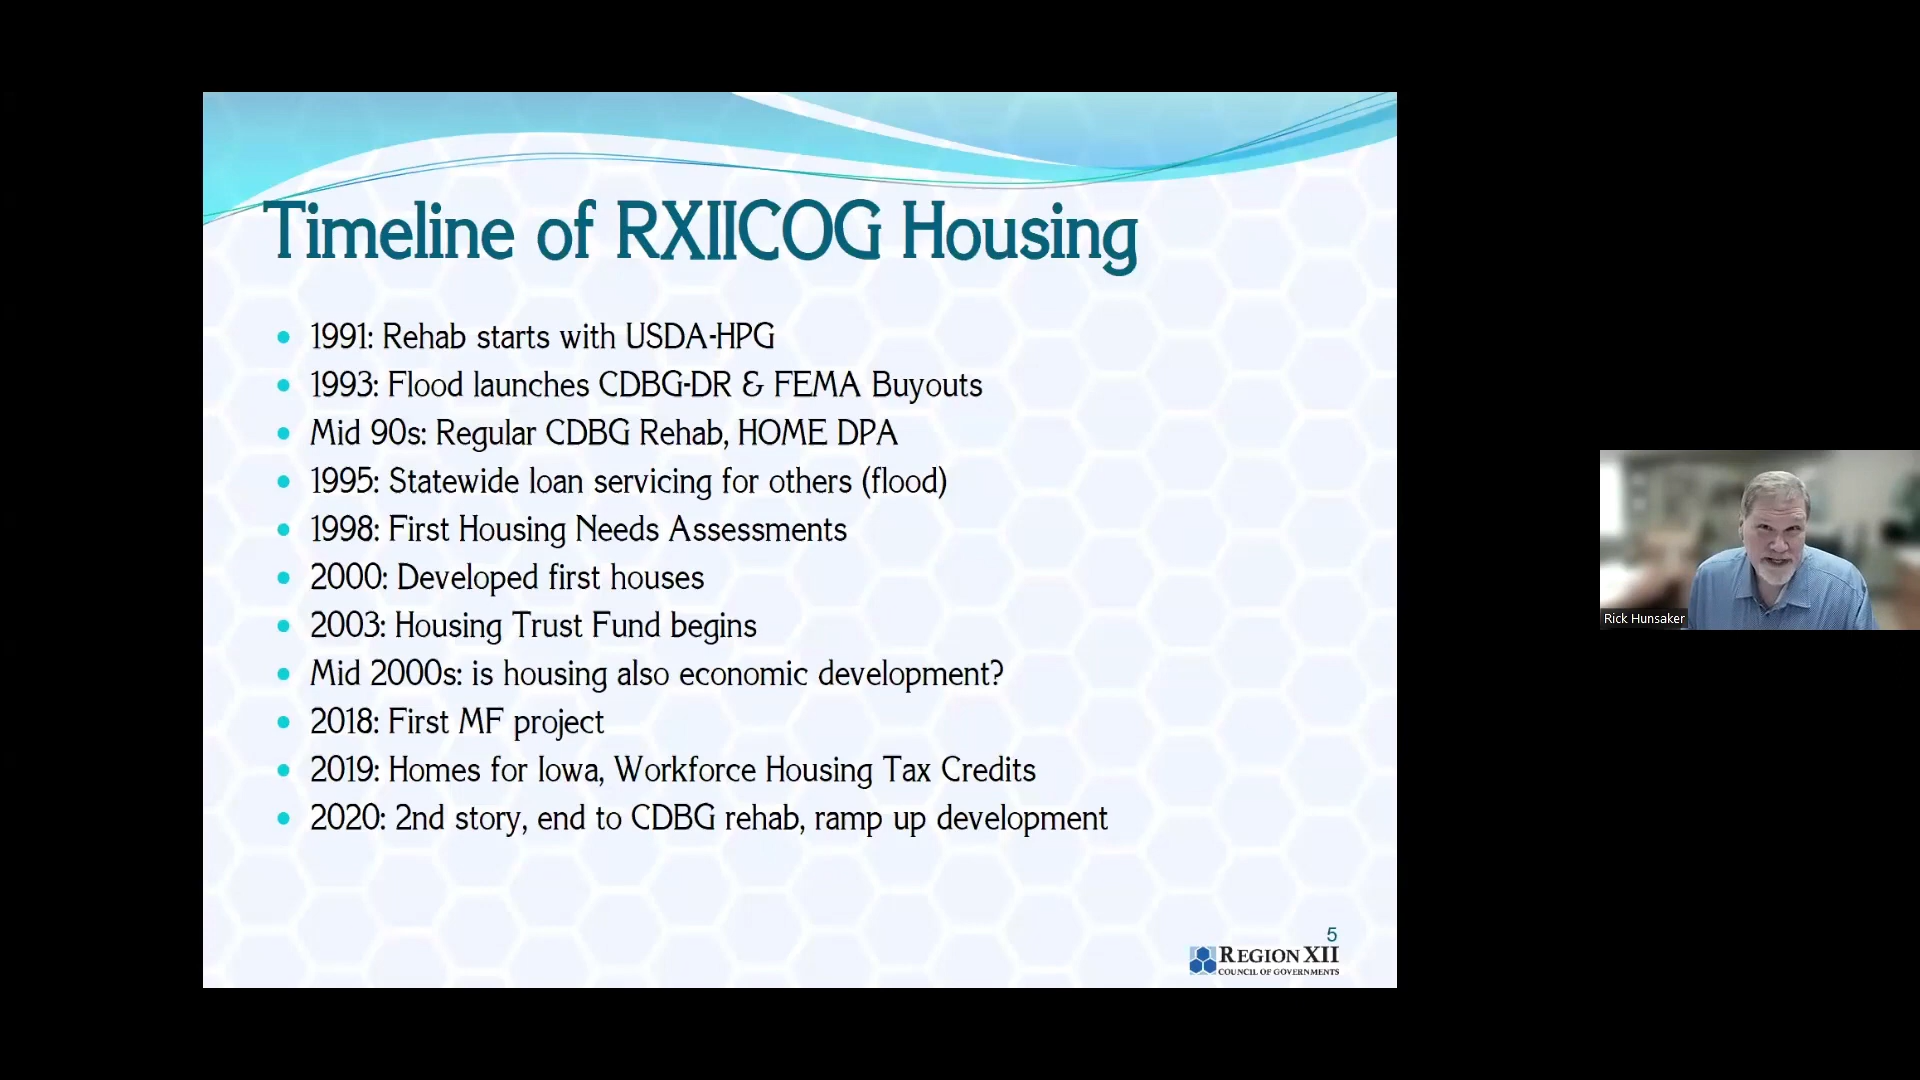 Timeline of RXIICOG Housing
1991: Rehab starts with USDA-HPG
1993: Flood launches CDBG-DR & FEMA Buyouts
Mid 90s: Regular CDBG Rehab, HOME DPA
1995: Statewide loan servicing for others (flood)
1998: First Housing Needs Assessments
2000: Developed first houses
2003: Housing Trust Fund begins
Mid 2000s: is housing also economic development?
2018: First MF project
2019: Homes for Iowa, Workforce Housing Tax Credits
2020: 2nd story, end to CDBG rehab, ramp up development
5
REGION XII
COUNCIL OF GOVERNMENTS
Rick Hunsaker